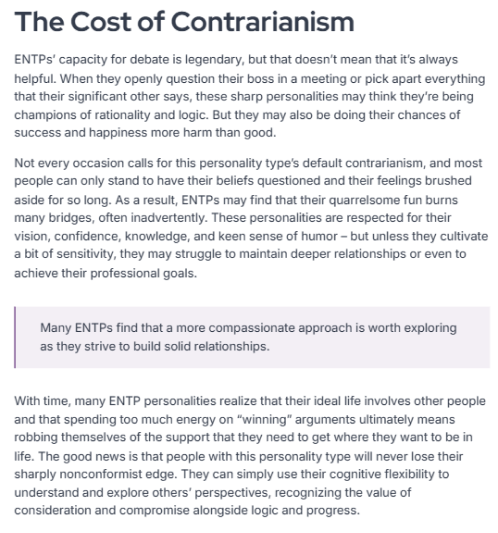 The Cost of Contrarianism
ENTPs’ capacity for debate is legendary, but that doesn’t mean that it’s always
helpful. When they openly question their boss in a meeting or pick apart everything
that their significant other says, these sharp personalities may think they’re being
champions of rationality and logic. But they may also be doing their chances of
success and happiness more harm than good.
Not every occasion calls for this personality type’s default contrarianism, and most
people can only stand to have their beliefs questioned and their feelings brushed
aside for so long. As a result, ENTPs may find that their quarrelsome fun burns
many bridges, often inadvertently. These personalities are respected for their
vision, confidence, knowledge, and keen sense of humor – but unless they cultivate
a bit of sensitivity, they may struggle to maintain deeper relationships or even to
achieve their professional goals.
Many ENTPs find that a more compassionate approach is worth exploring
as they strive to build solid relationships.
With time, many ENTP personalities realize that their ideal life involves other people
and that spending too much energy on “winning” arguments ultimately means
robbing themselves of the support that they need to get where they want to be in
life. The good news is that people with this personality type will never lose their
sharply nonconformist edge. They can simply use their cognitive flexibility to
understand and explore others’ perspectives, recognizing the value of
consideration and compromise alongside logic and progress.